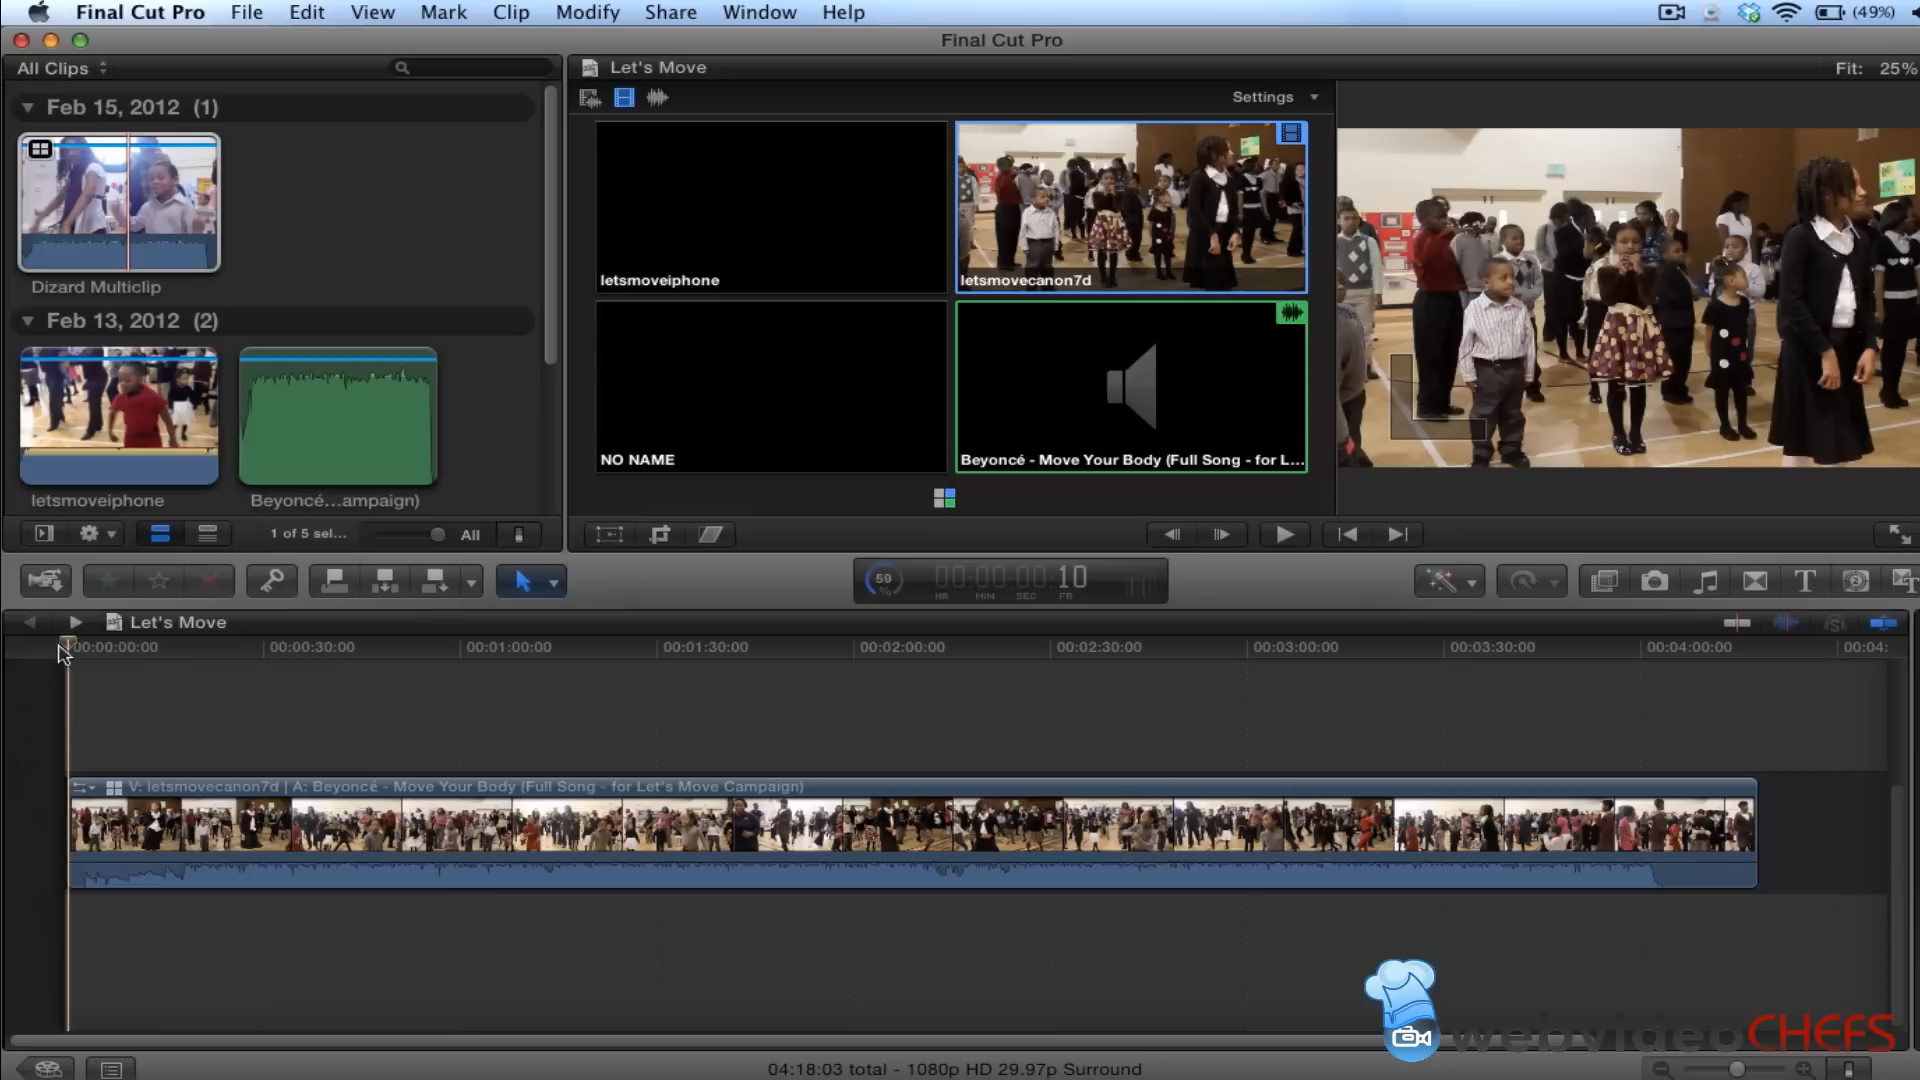 Final Cut Pro File Edit View Mark Clip Modify Share Window Help (49%)
Final Cut Pro
All Clips
Let's Move
Fit: 25%
Feb 15, 2012 (1)
Settings
Dizard Multiclip
letsmoveiphone
letsmovecanon7d
Feb 13, 2012 (2)
NO NAME
Beyoncé - Move Your Body (Full Song - for L...
letsmoveiphone
Beyoncé...ampaign)
1 of 5 sel...
All
59
%
00:00:00:10
HR MIN SEC FR
Let's Move
00:00:00:00 00:00:30:00 00:01:00:00 00:01:30:00 00:02:00:00 00:02:30:00 00:03:00:00 00:03:30:00 00:04:00:00 00:04:
V: letsmovecanon7d | A: Beyoncé - Move Your Body (Full Song - for Let's Move Campaign)
webvideoCHEFS
04:18:03 total - 1080p HD 29.97p Surround